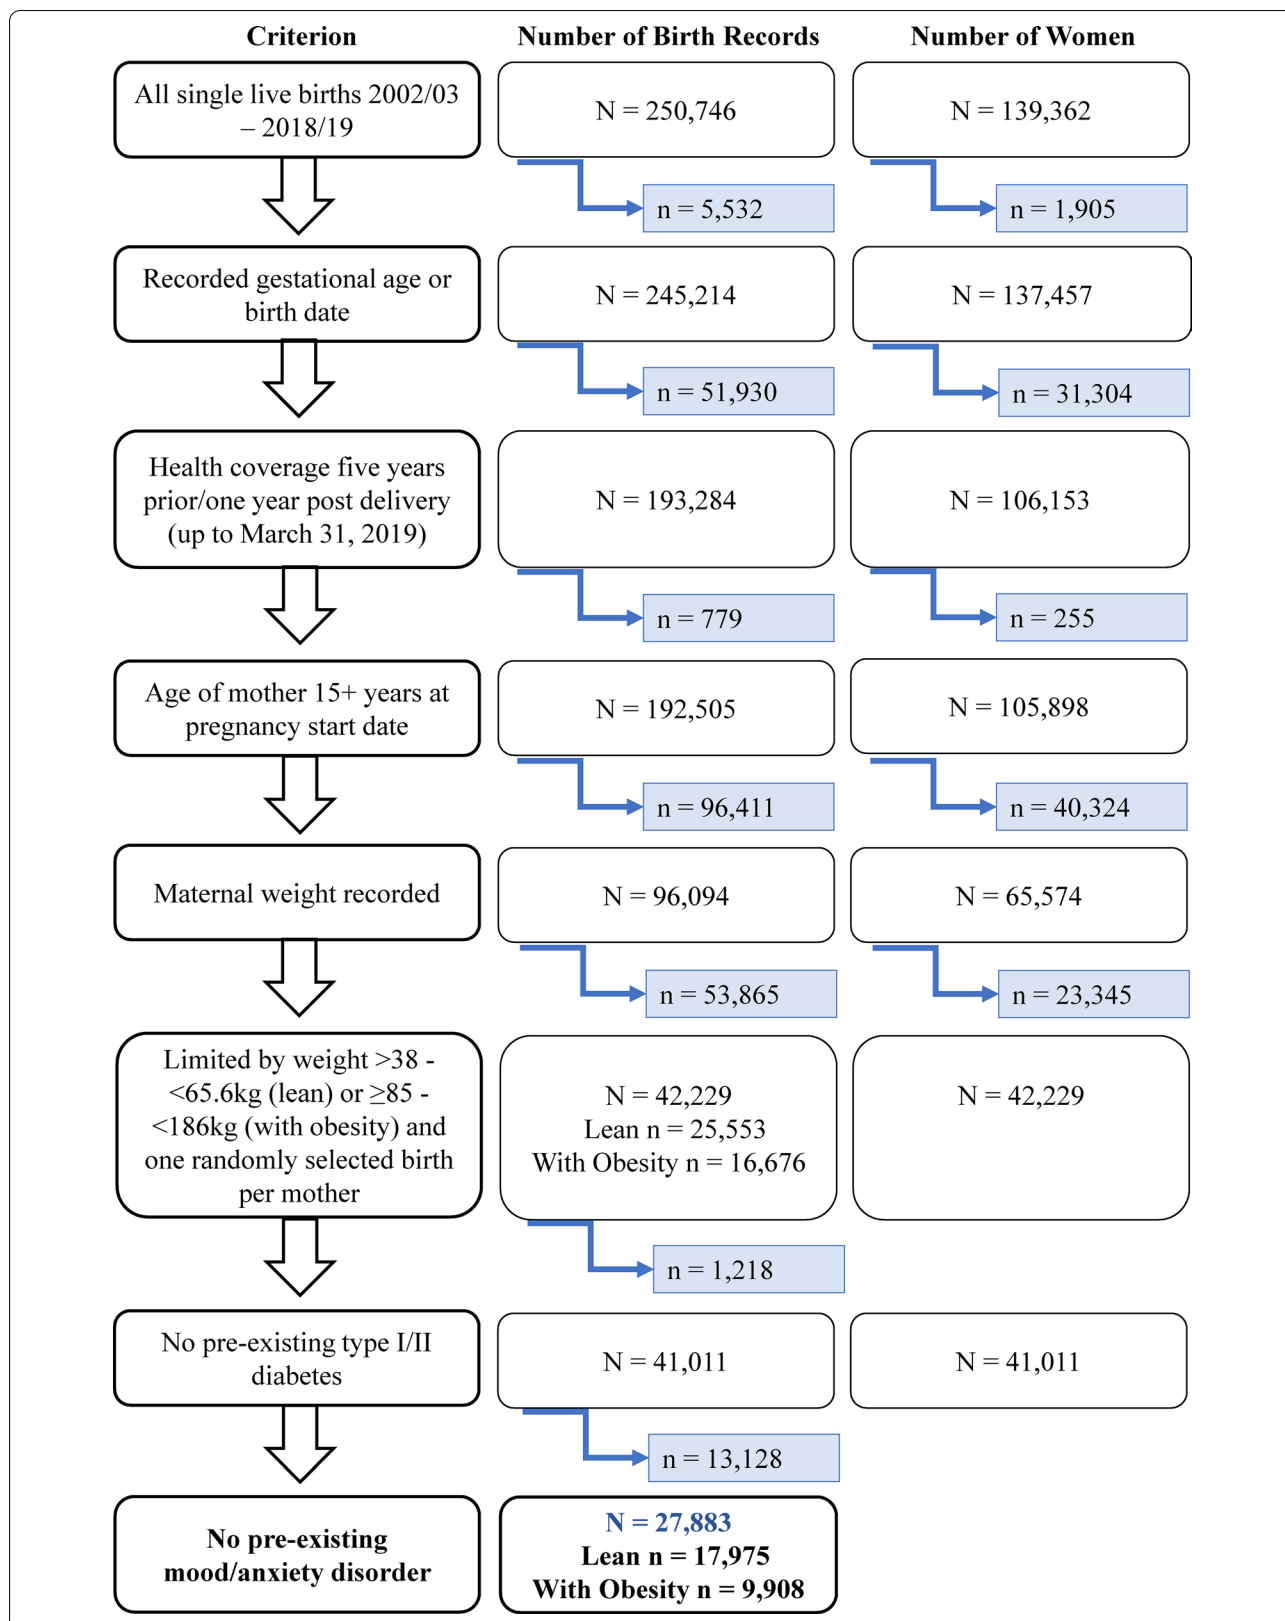 Criterion
Number of Birth Records
Number of Women
All single live births 2002/03
– 2018/19
N = 250,746
N = 139,362
n = 5,532
n = 1,905
Recorded gestational age or
birth date
N = 245,214
N = 137,457
n = 51,930
n = 31,304
Health coverage five years
prior/one year post delivery
(up to March 31, 2019)
N = 193,284
N = 106,153
n = 779
n = 255
Age of mother 15+ years at
pregnancy start date
N = 192,505
N = 105,898
n = 96,411
n = 40,324
Maternal weight recorded
N = 96,094
N = 65,574
n = 53,865
n = 23,345
Limited by weight >38 -
<65.6kg (lean) or ≥85 -
<186kg (with obesity) and
one randomly selected birth
per mother
N = 42,229
Lean n = 25,553
With Obesity n = 16,676
N = 42,229
n = 1,218
No pre-existing type I/II
diabetes
N = 41,011
N = 41,011
n = 13,128
No pre-existing
mood/anxiety disorder
N = 27,883
Lean n = 17,975
With Obesity n = 9,908